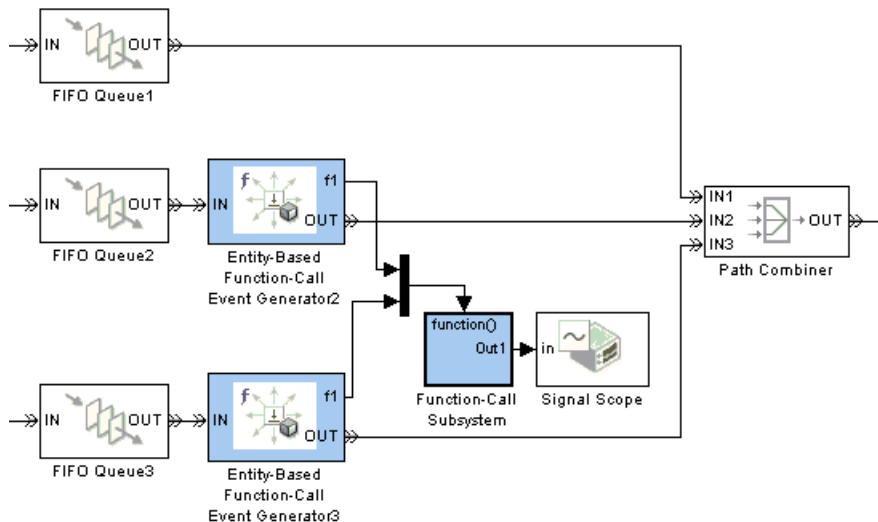 IN OUT
FIFO Queue1
IN OUT
FIFO Queue2
f
IN
f1
OUT
Entity-Based
Function-Call
Event Generator2
IN1
IN2
IN3
OUT
Path Combiner
function()
Out1
Function-Call
Subsystem
in
Signal Scope
IN OUT
FIFO Queue3
f
IN
f1
OUT
Entity-Based
Function-Call
Event Generator3